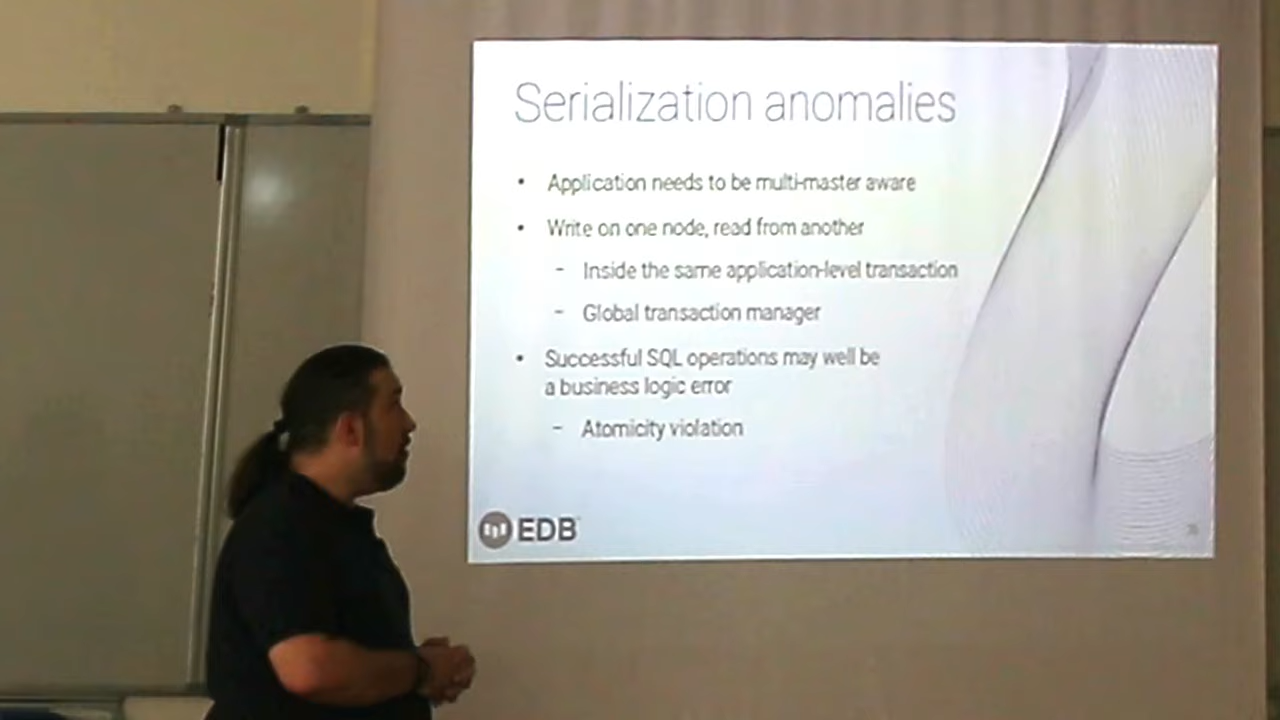 Serialization anomalies
• Application needs to be multi-master aware
• Write on one node, read from another
– Inside the same application-level transaction
– Global transaction manager
• Successful SQL operations may well be
a business logic error
– Atomicity violation
EDB